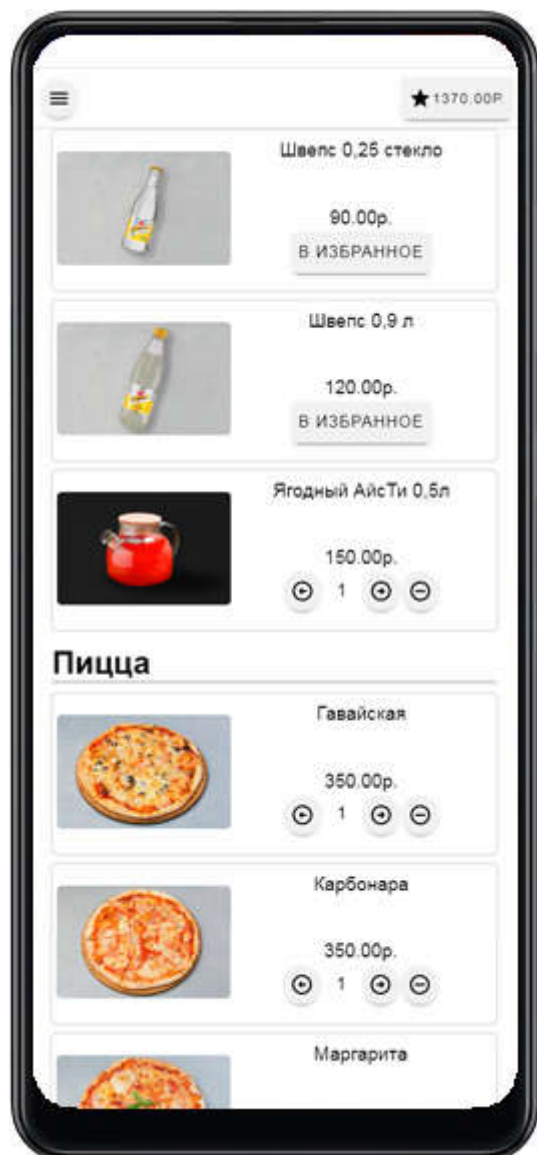 1370.00Р.
Швепс 0,25 стекло
90.00р.
В ИЗБРАННОЕ
Швепс 0,9 л
120.00р.
В ИЗБРАННОЕ
Ягодный АйсТи 0,5л
150.00р.
1
Пицца
Гавайская
350.00р.
1
Карбонара
350.00р.
1
Маргарита